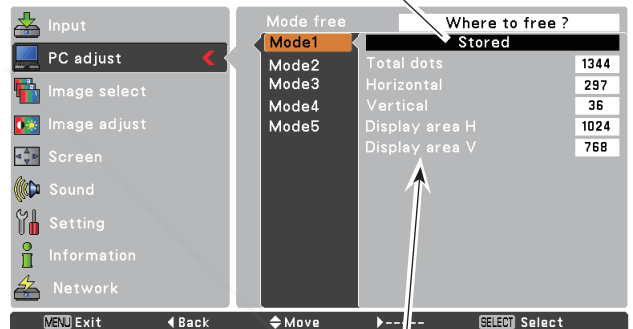 Input
PC adjust
Image select
Image adjust
Screen
Sound
Setting
Information
Network
Mode free
Where to free ?
Mode1
Stored
Mode2
Mode3
Mode4
Mode5
Total dots 1344
Horizontal 297
Vertical 36
Display area H 1024
Display area V 768
MENU Exit
Back
Move
-----
SELECT Select